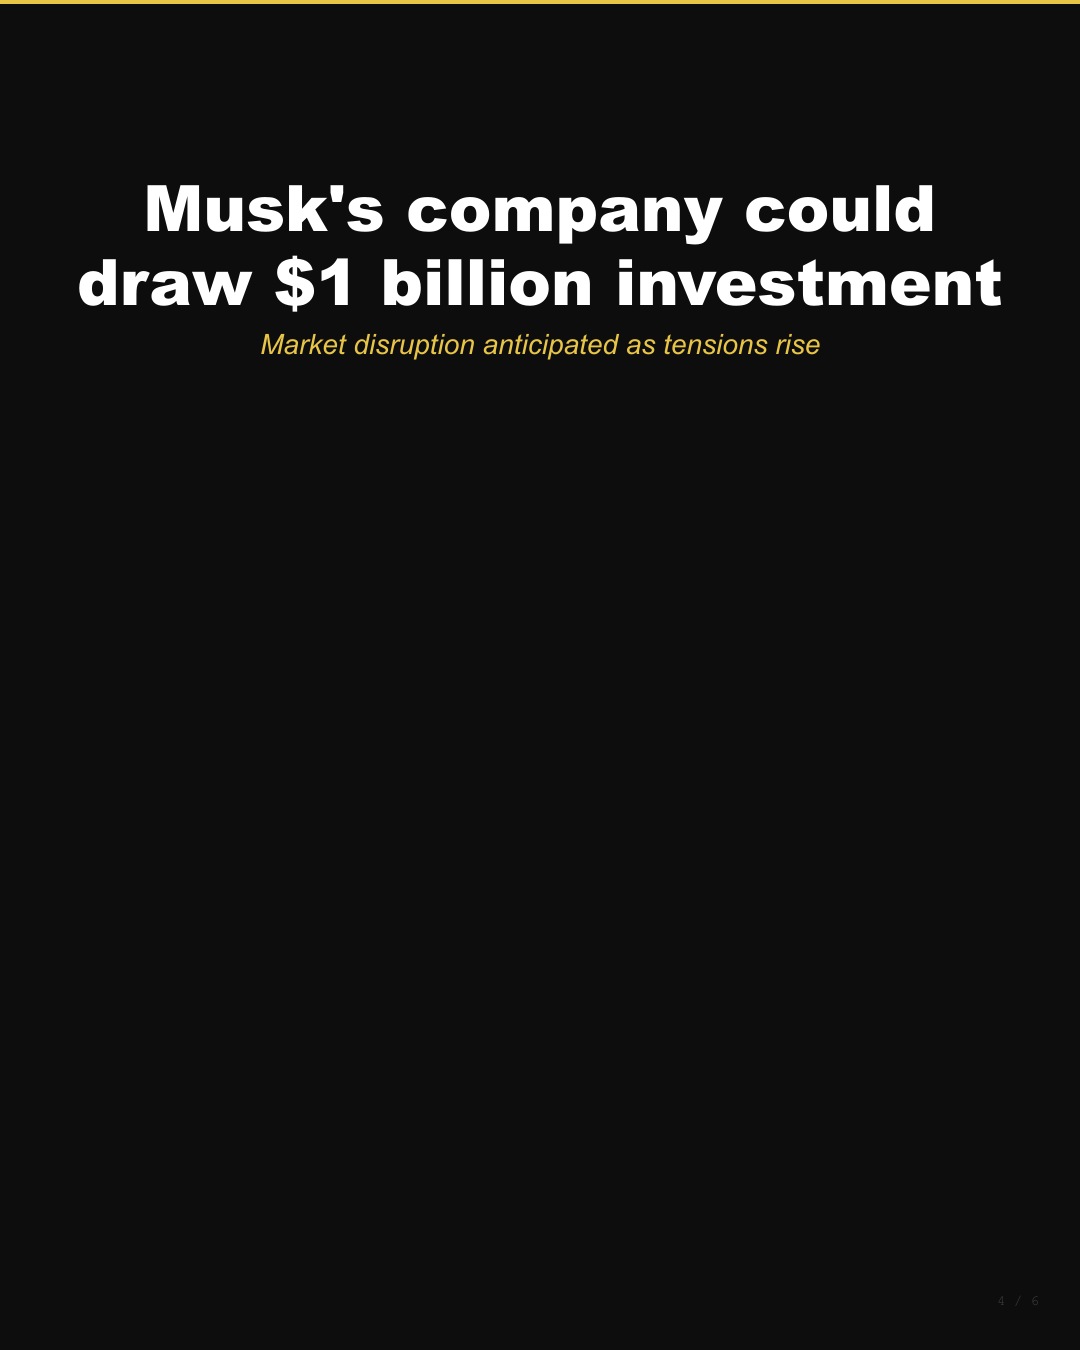 Musk's company could
draw $1 billion investment
Market disruption anticipated as tensions rise
4 / 6